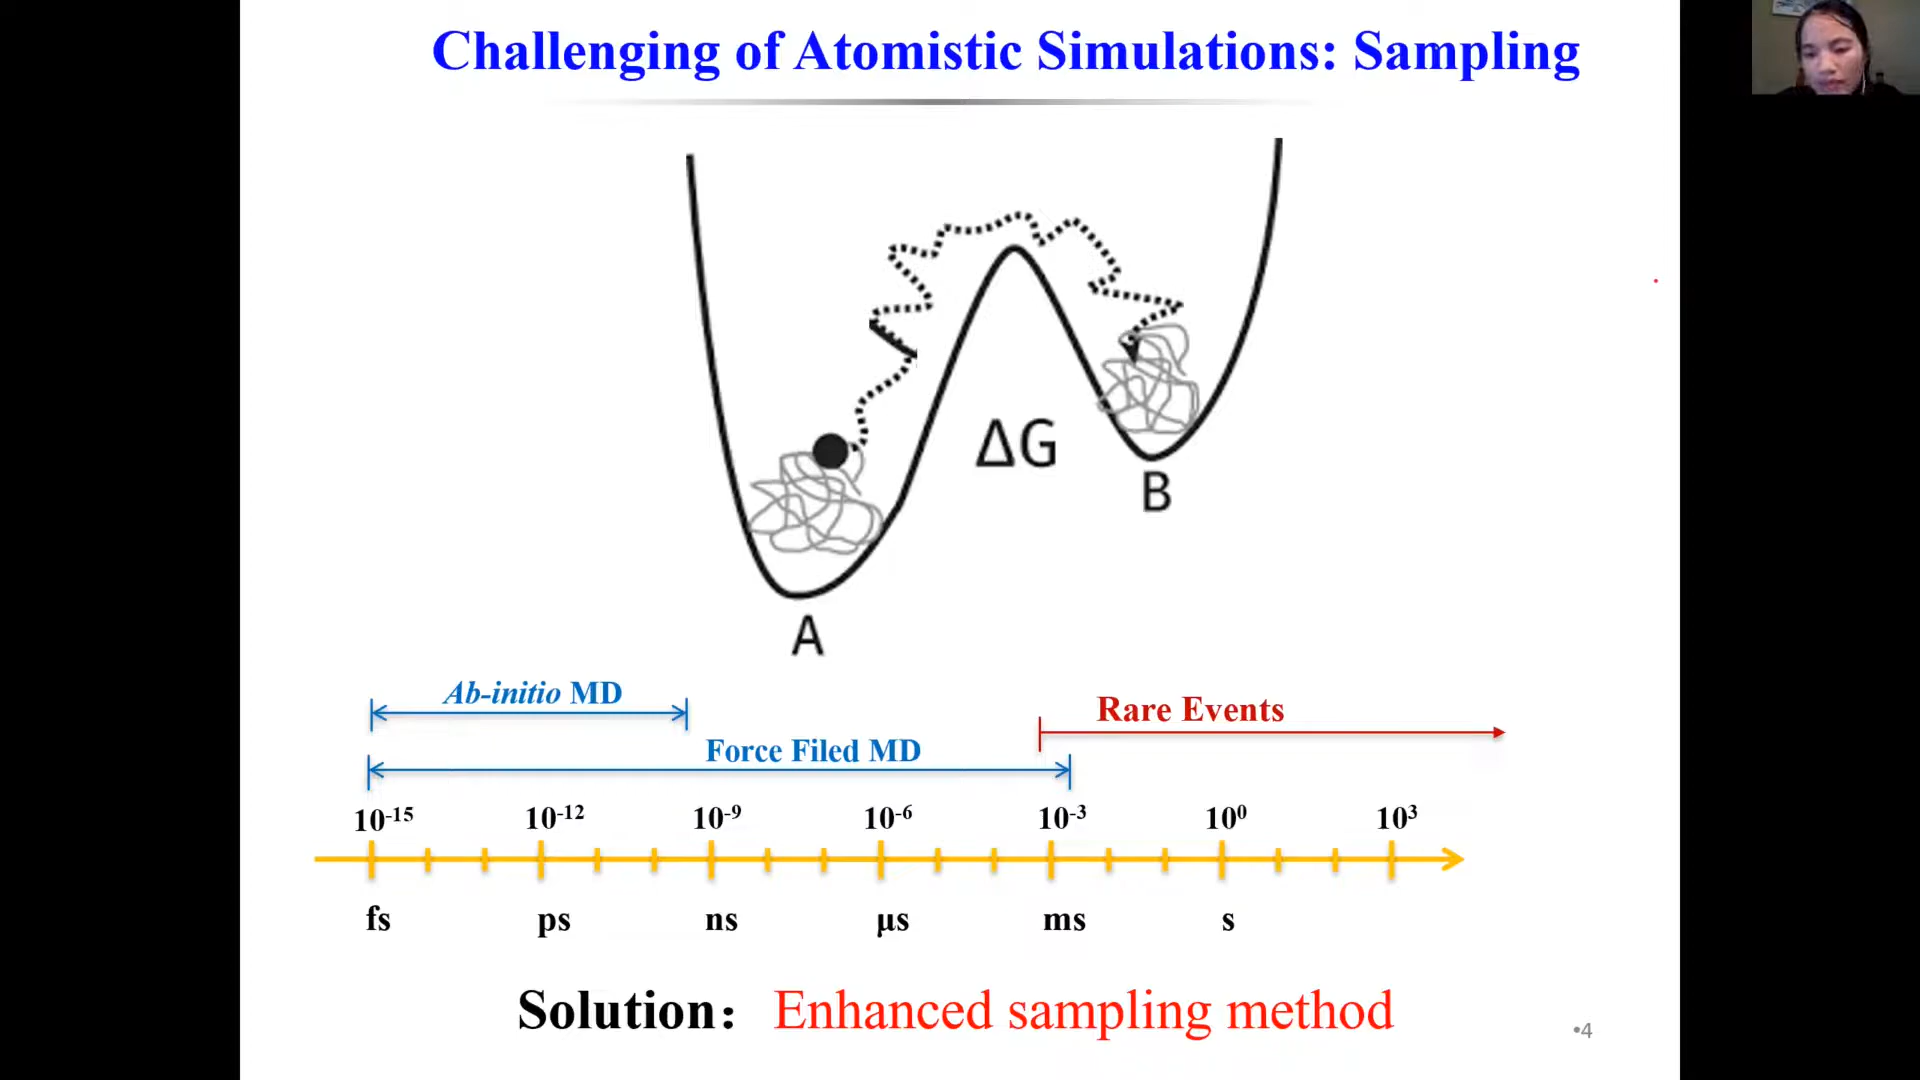 Challenging of Atomistic Simulations: Sampling
ΔG
B
A
Ab-initio MD
Rare Events
Force Filed MD
10-15 10-12 10-9 10-6 10-3 100 103
fs ps ns μs ms s
Solution： Enhanced sampling method
•4